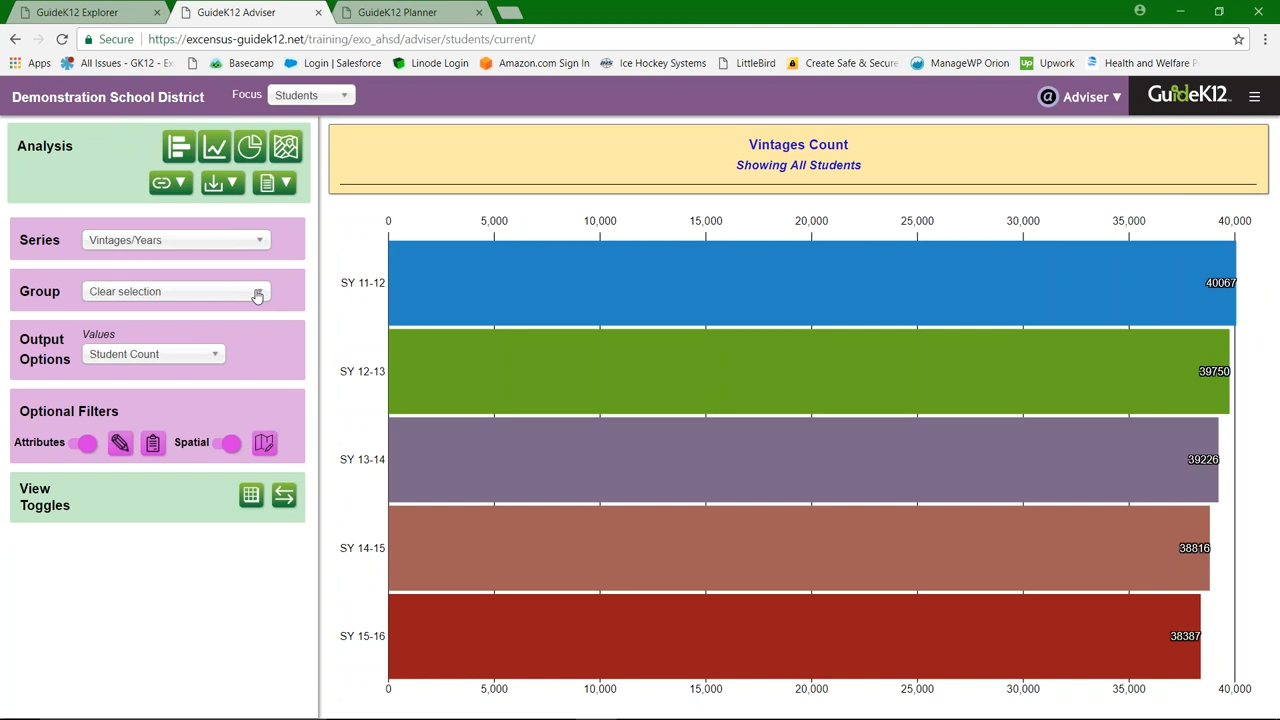 GuideK12 Explorer
GuideK12 Adviser
GuideK12 Planner
Secure
https://excensus-guidek12.net/training/exo_ahsd/adviser/students/current/
Apps
All Issues - GK12 - Ex
Basecamp
Login | Salesforce
Linode Login
Amazon.com Sign In
Ice Hockey Systems
LittleBird
Create Safe & Secure
ManageWP Orion
Upwork
Health and Welfare P
Demonstration School District
Focus
Students
Adviser ▼
GuideK12
Analysis
Vintages Count
Showing All Students
Series
Vintages/Years
Group
Clear selection
Output Options
Values
Student Count
Optional Filters
Attributes
Spatial
View Toggles
0 5,000 10,000 15,000 20,000 25,000 30,000 35,000 40,000
SY 11-12 40067
SY 12-13 39750
SY 13-14 39226
SY 14-15 38816
SY 15-16 38387
0 5,000 10,000 15,000 20,000 25,000 30,000 35,000 40,000